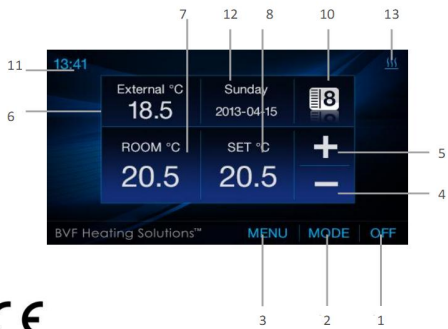 7 12 8 10 13
11 13:41
External °C Sunday 8
6 18.5 2013-04-15
ROOM °C SET °C + 5
20.5 20.5 − 4
BVF Heating Solutions™ MENU MODE OFF
CE 3 2 1